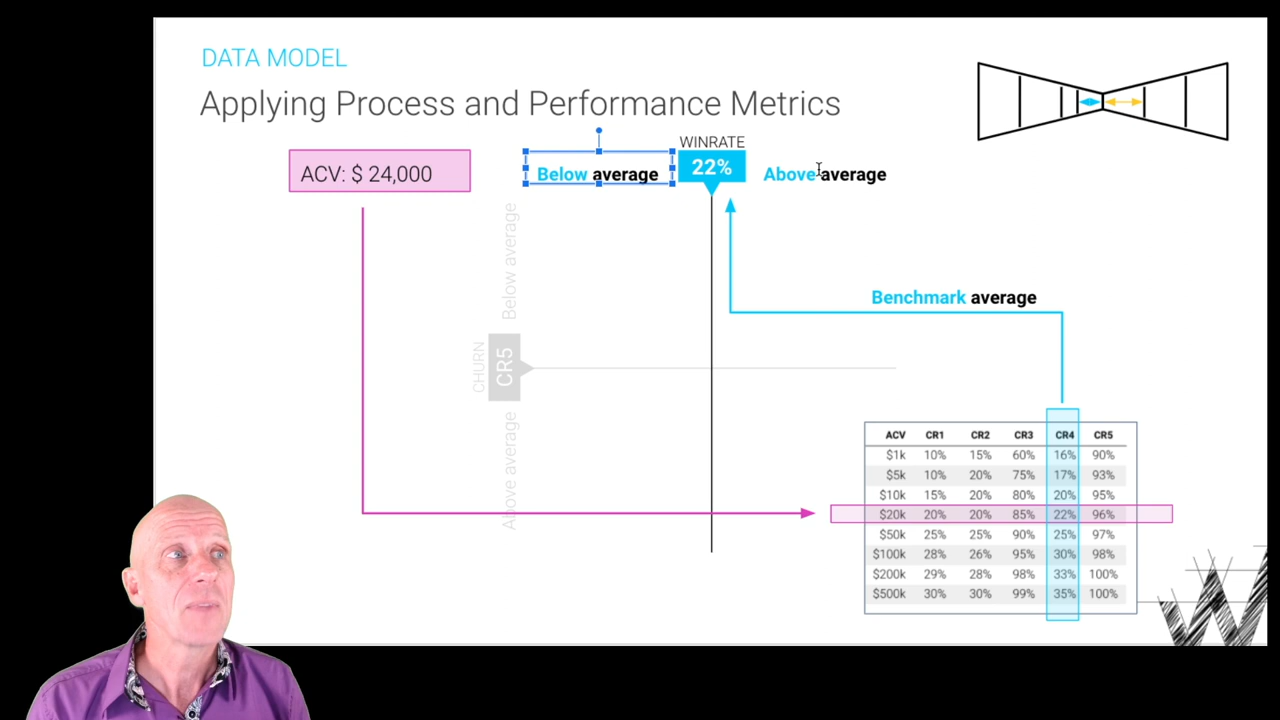 DATA MODEL
Applying Process and Performance Metrics
ACV: $ 24,000
Below average
WINRATE
22%
Above average
Below average
CHURN
CR5
Above average
Benchmark average
ACV CR1 CR2 CR3 CR4 CR5
$1k 10% 15% 60% 16% 90%
$5k 10% 20% 75% 17% 93%
$10k 15% 20% 80% 20% 95%
$20k 20% 20% 85% 22% 96%
$50k 25% 25% 90% 25% 97%
$100k 28% 26% 95% 30% 98%
$200k 29% 28% 98% 33% 100%
$500k 30% 30% 99% 35% 100%
W